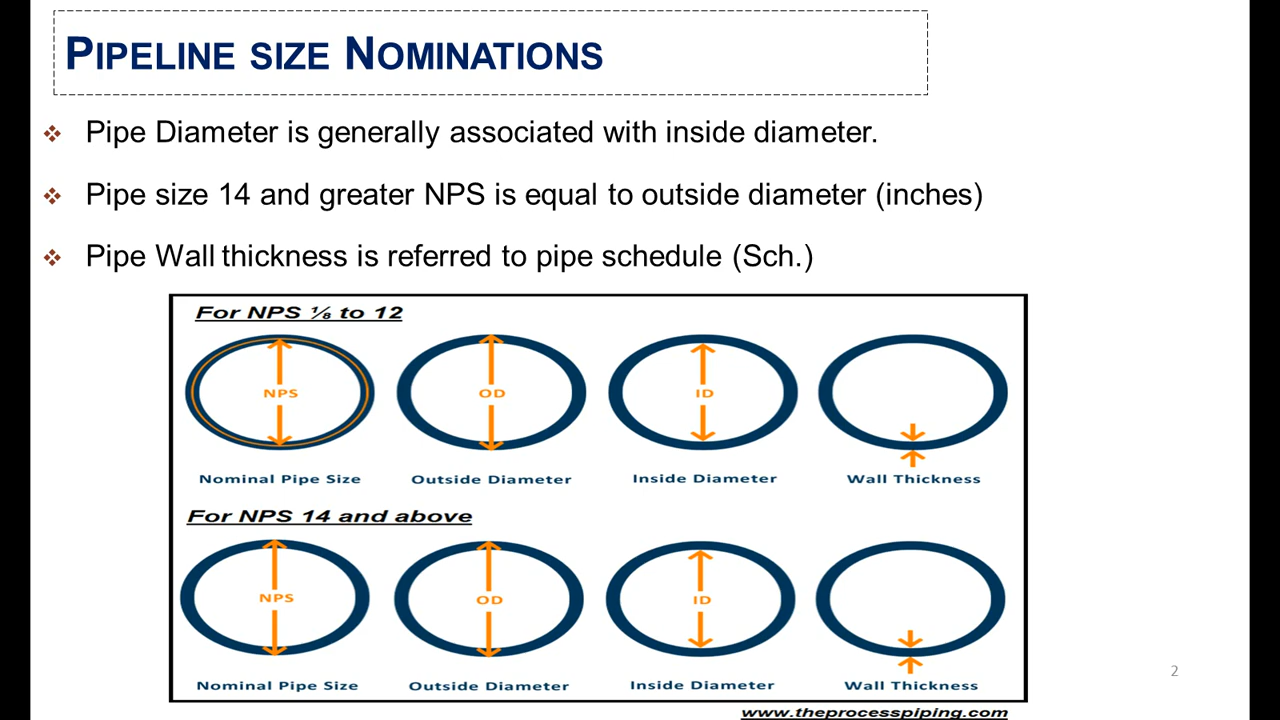 PIPELINE SIZE NOMINATIONS
Pipe Diameter is generally associated with inside diameter.
Pipe size 14 and greater NPS is equal to outside diameter (inches)
Pipe Wall thickness is referred to pipe schedule (Sch.)
For NPS ⅛ to 12
NPS OD ID
Nominal Pipe Size Outside Diameter Inside Diameter Wall Thickness
For NPS 14 and above
NPS OD ID
Nominal Pipe Size Outside Diameter Inside Diameter Wall Thickness
2
www.theprocesspiping.com